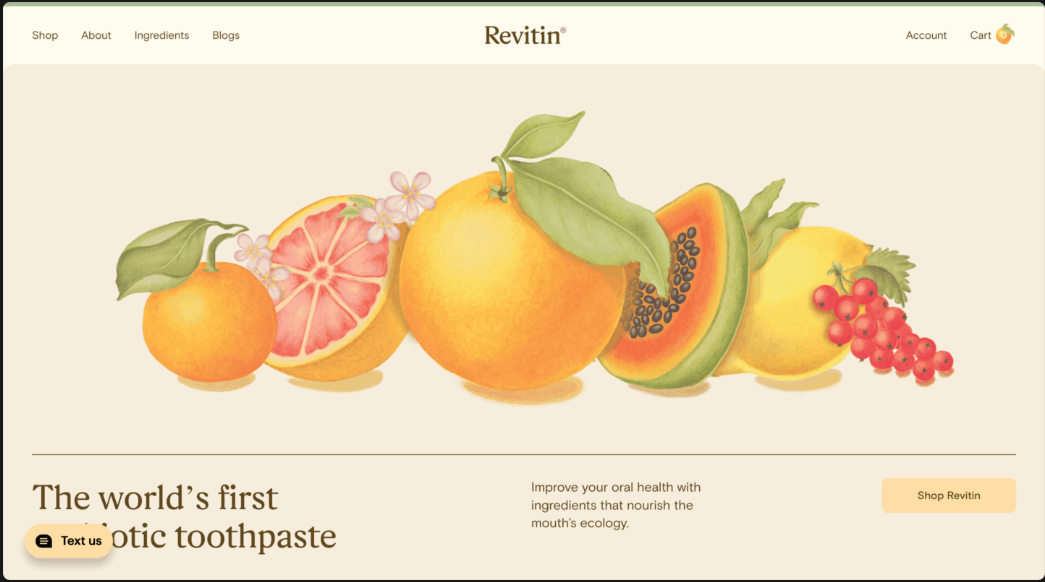 Shop About Ingredients Blogs
Revitin®
Account Cart 0
The world's first
otic toothpaste
Improve your oral health with
ingredients that nourish the
mouth's ecology.
Shop Revitin
Text us